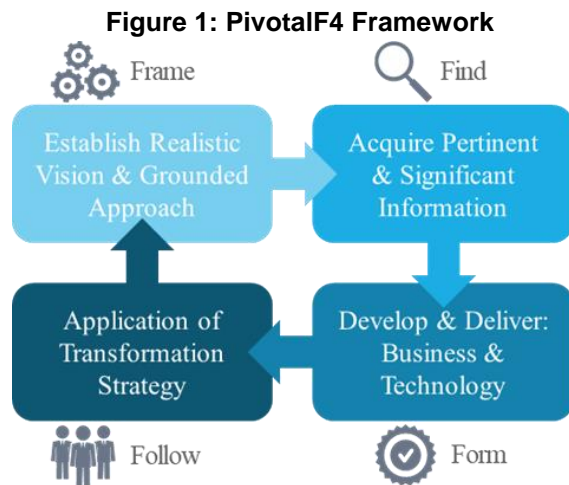 Figure 1: PivotalF4 Framework
Frame
Find
Establish Realistic
Vision & Grounded
Approach
Acquire Pertinent
& Significant
Information
Application of
Transformation
Strategy
Develop & Deliver:
Business &
Technology
Follow
Form